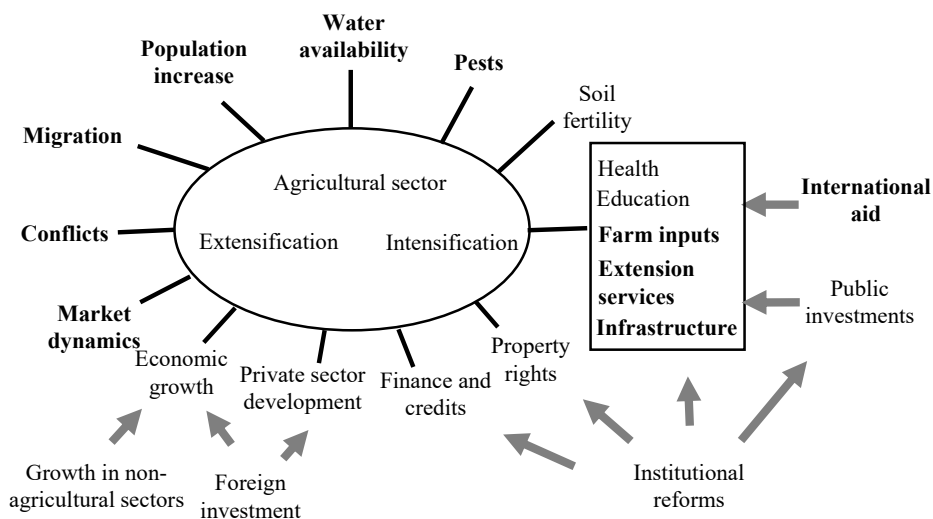 Water
availability
Population
increase
Pests
Soil
fertility
Migration
Agricultural sector
Health
Education
International
aid
Conflicts
Extensification
Intensification
Farm inputs
Extension
services
Infrastructure
Public
investments
Market
dynamics
Economic
growth
Private sector
development
Finance and
credits
Property
rights
Growth in non-
agricultural sectors
Foreign
investment
Institutional
reforms